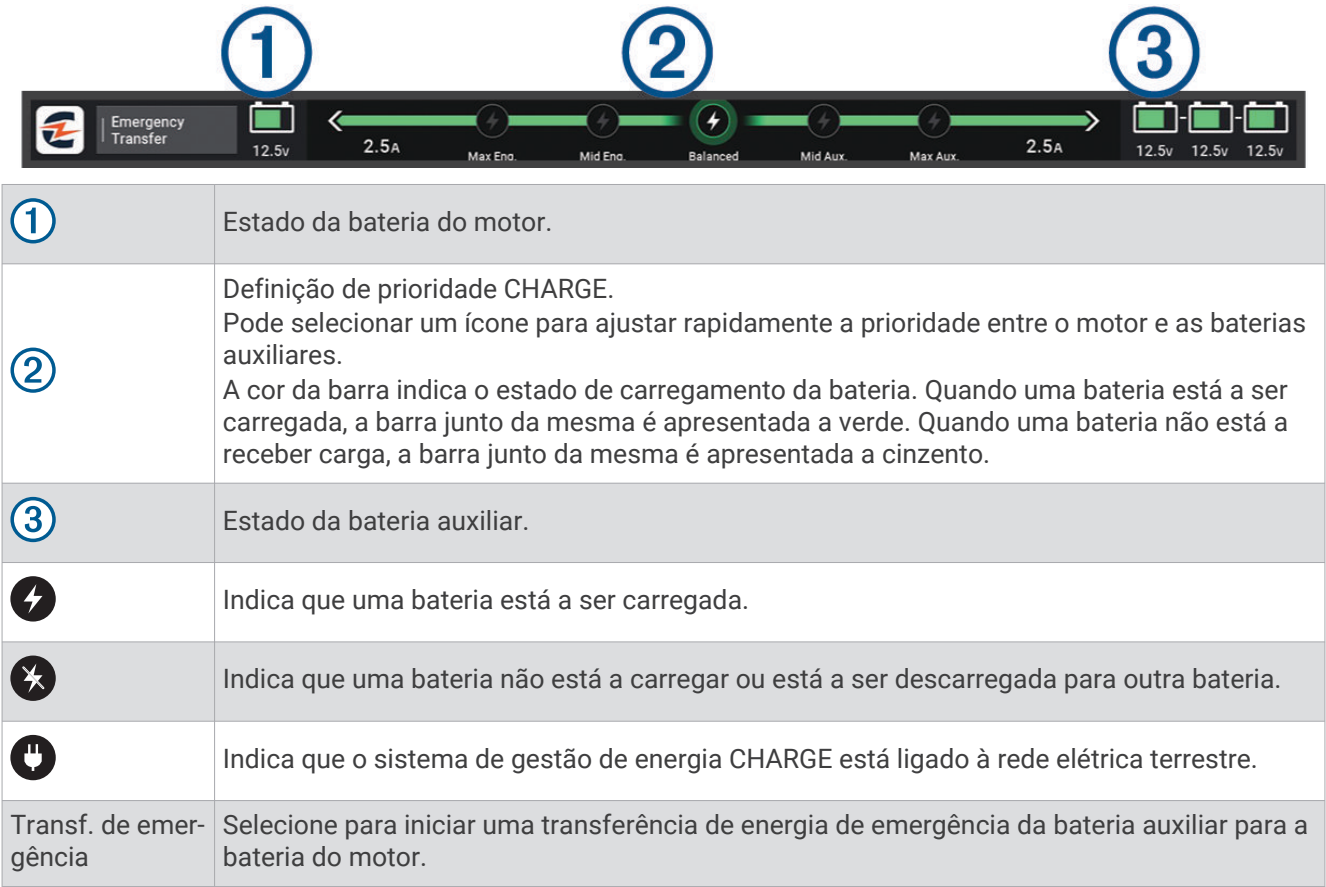 1 2 3
Emergency
Transfer
12.5v
2.5A
Max Eng.
Mid Eng.
Balanced
Mid Aux.
Max Aux.
2.5A
12.5v 12.5v 12.5v
1 Estado da bateria do motor.
2
Definição de prioridade CHARGE.
Pode selecionar um ícone para ajustar rapidamente a prioridade entre o motor e as baterias
auxiliares.
A cor da barra indica o estado de carregamento da bateria. Quando uma bateria está a ser
carregada, a barra junto da mesma é apresentada a verde. Quando uma bateria não está a
receber carga, a barra junto da mesma é apresentada a cinzento.
3 Estado da bateria auxiliar.
Indica que uma bateria está a ser carregada.
Indica que uma bateria não está a carregar ou está a ser descarregada para outra bateria.
Indica que o sistema de gestão de energia CHARGE está ligado à rede elétrica terrestre.
Transf. de emer-
gência
Selecione para iniciar uma transferência de energia de emergência da bateria auxiliar para a
bateria do motor.